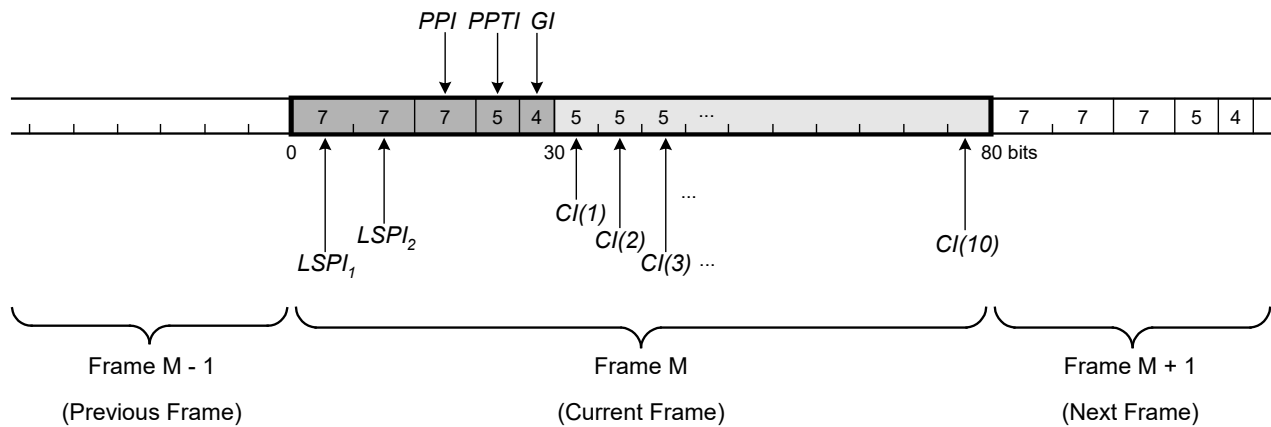 PPI PPTI GI
7 7 7 5 4 5 5 5 ... 7 7 7 5 4
0 30 80 bits
...
CI(1)
LSPI2 CI(2) CI(10)
LSPI1 CI(3) ...
Frame M - 1 Frame M Frame M + 1
(Previous Frame) (Current Frame) (Next Frame)